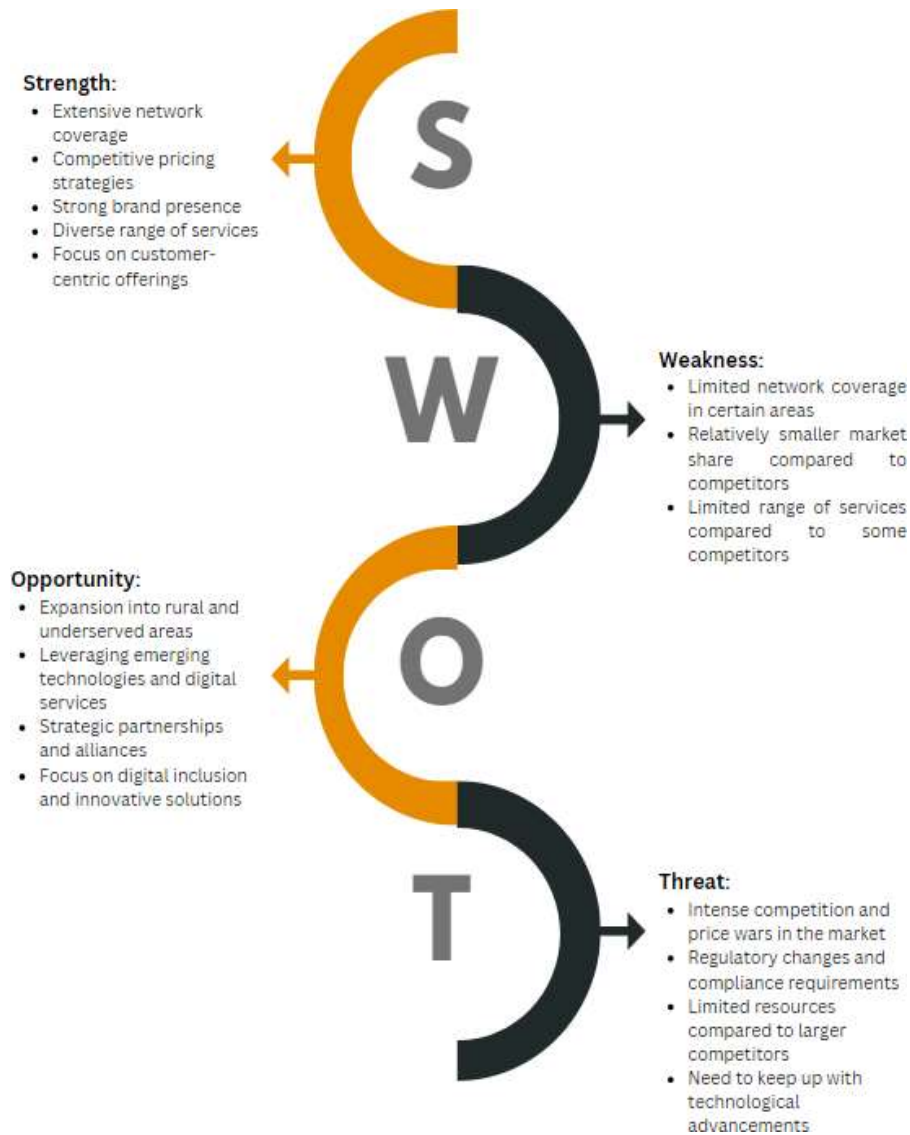 S
Strength:
• Extensive network
coverage
• Competitive pricing
strategies
• Strong brand presence
• Diverse range of services
• Focus on customer-
centric offerings
W
Weakness:
• Limited network coverage
in certain areas
• Relatively smaller market
share compared to
competitors
• Limited range of services
compared to some
competitors
O
Opportunity:
• Expansion into rural and
underserved areas
• Leveraging emerging
technologies and digital
services
• Strategic partnerships
and alliances
• Focus on digital inclusion
and innovative solutions
T
Threat:
• Intense competition and
price wars in the market
• Regulatory changes and
compliance requirements
• Limited resources
compared to larger
competitors
• Need to keep up with
technological
advancements